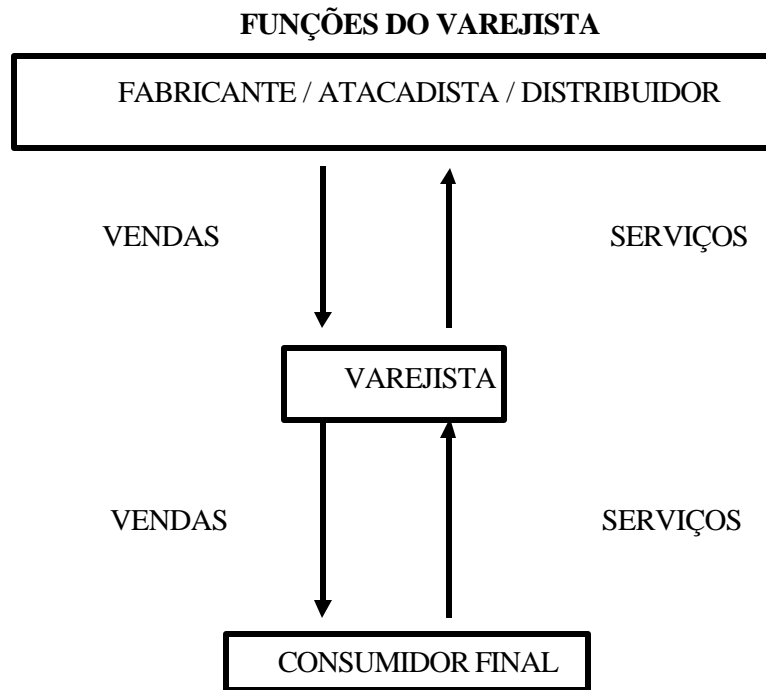 FUNÇÕES DO VAREJISTA
FABRICANTE / ATACADISTA / DISTRIBUIDOR
VENDAS
SERVIÇOS
VAREJISTA
VENDAS
SERVIÇOS
CONSUMIDOR FINAL